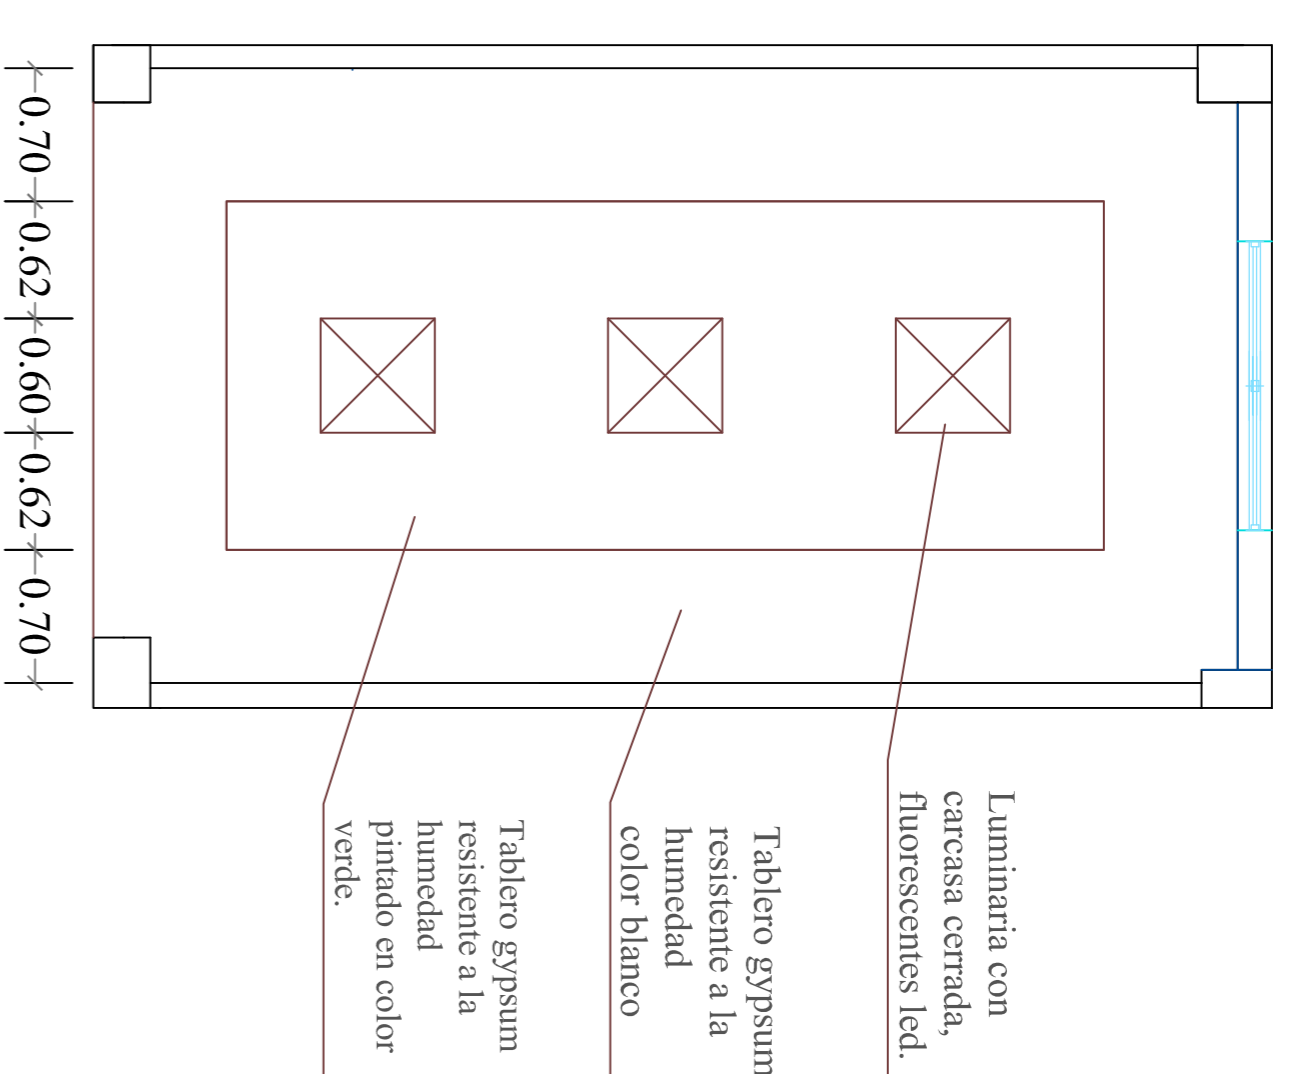 0.70
0.62
0.60
0.62
0.70
Luminaria con
carcasa cerrada,
fluorescentes led.
Tablero gypsum
resistente a la
humedad
color blanco
Tablero gypsum
resistente a la
humedad
pintado en color
verde.